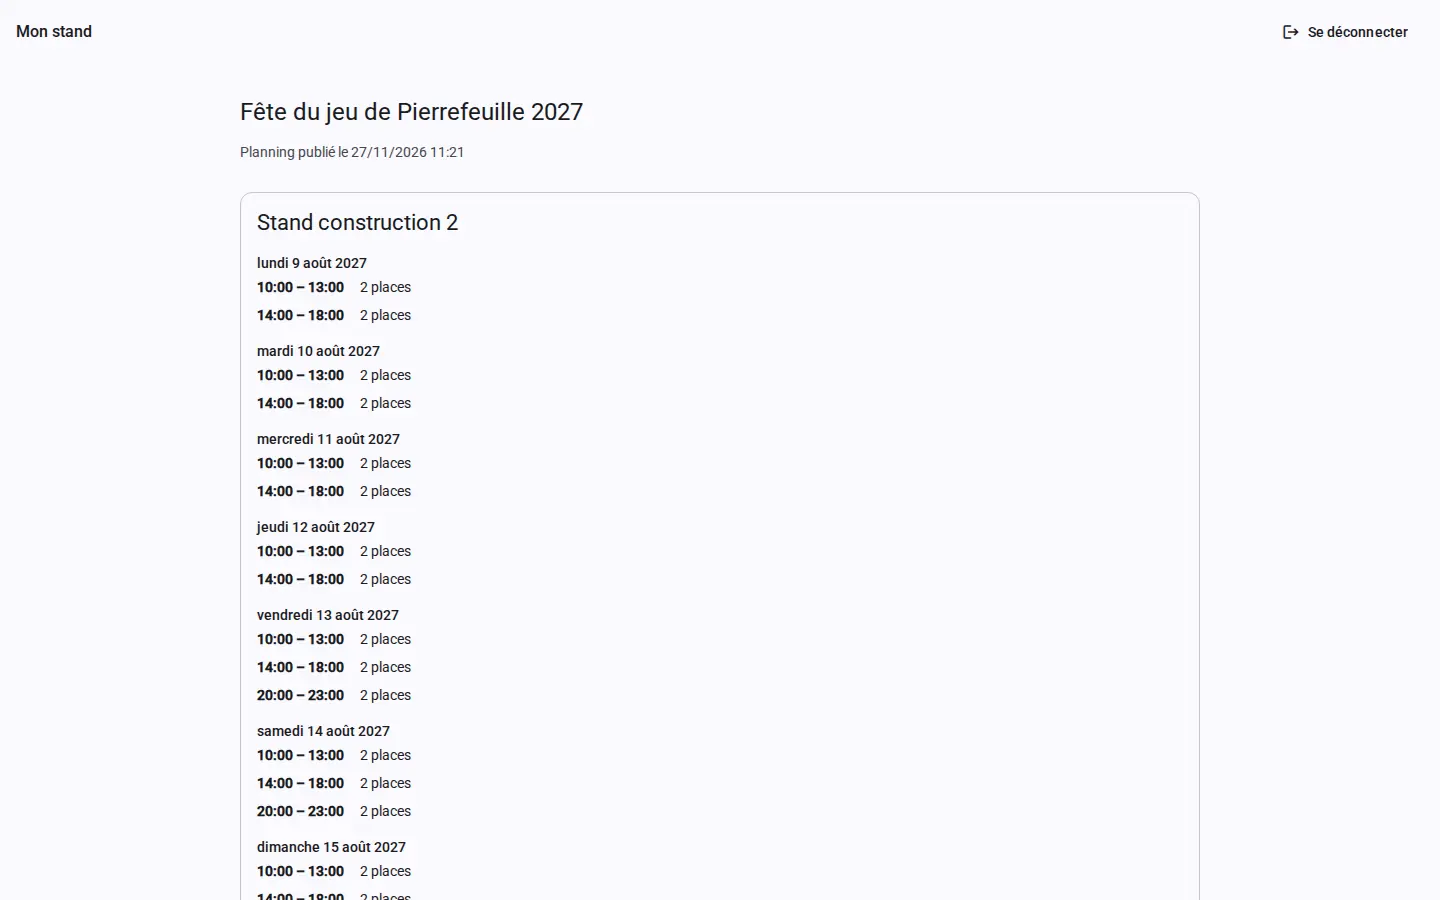 Mon stand
Se déconnecter
Fête du jeu de Pierrefeuille 2027
Planning publié le 27/11/2026 11:21
Stand construction 2
lundi 9 août 2027
10:00 – 13:00 2 places
14:00 – 18:00 2 places
mardi 10 août 2027
10:00 – 13:00 2 places
14:00 – 18:00 2 places
mercredi 11 août 2027
10:00 – 13:00 2 places
14:00 – 18:00 2 places
jeudi 12 août 2027
10:00 – 13:00 2 places
14:00 – 18:00 2 places
vendredi 13 août 2027
10:00 – 13:00 2 places
14:00 – 18:00 2 places
20:00 – 23:00 2 places
samedi 14 août 2027
10:00 – 13:00 2 places
14:00 – 18:00 2 places
20:00 – 23:00 2 places
dimanche 15 août 2027
10:00 – 13:00 2 places
14:00 – 18:00 2 places